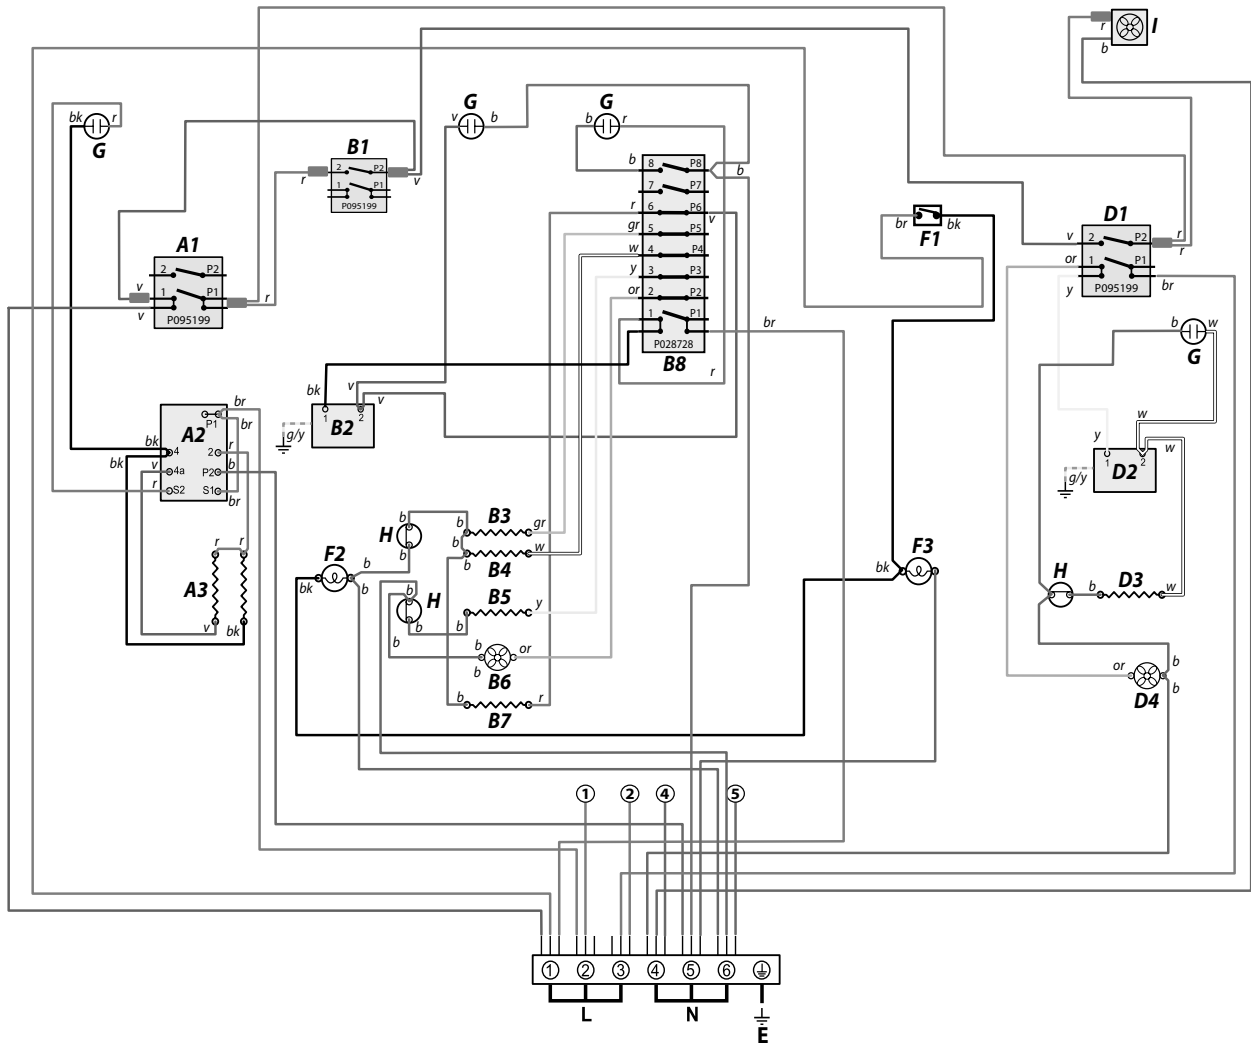 I
r
b
G
bk r
G
v b
G
b r
B1
2 P2
1 P1
P095199
r
v
b
8 P8
b
7 P7
r
6 P6
v
gr
5 P5
w
4 P4
y
3 P3
or
2 P2
1 P1
br
P028728
B8
r
br bk
F1
D1
v
2 P2
r
r
or
1 P1
y
br
P095199
A1
2 P2
v
1 P1
r
v
P095199
b w
G
bk
v
v
1 2
B2
g/y
br
P1
br
A2
bk
4 2
r
bk
v
4a P2
b
r
S2 S1
br
w
w
y
1 2
D2
g/y
r r
A3
v bk
H
b
b
b
B3
gr
b
w
b
B4
F2
b
bk
b
b
H
b
B5
y
b
b
b
or
b
B6
b
r
B7
F3
bk
H
b
D3
w
or
b
D4
b
1 2 4 5
1 2 3 4 5 6
L N
E